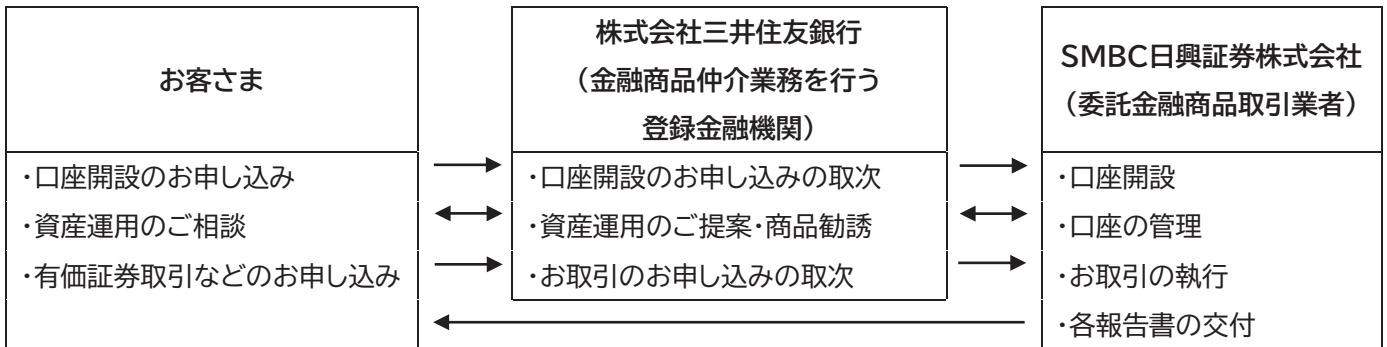 お客さま
株式会社三井住友銀行
（金融商品仲介業務を行う
登録金融機関）
SMBC日興証券株式会社
（委託金融商品取引業者）
・口座開設のお申し込み
・資産運用のご相談
・有価証券取引などのお申し込み
・口座開設のお申し込みの取次
・資産運用のご提案・商品勧誘
・お取引のお申し込みの取次
・口座開設
・口座の管理
・お取引の執行
・各報告書の交付